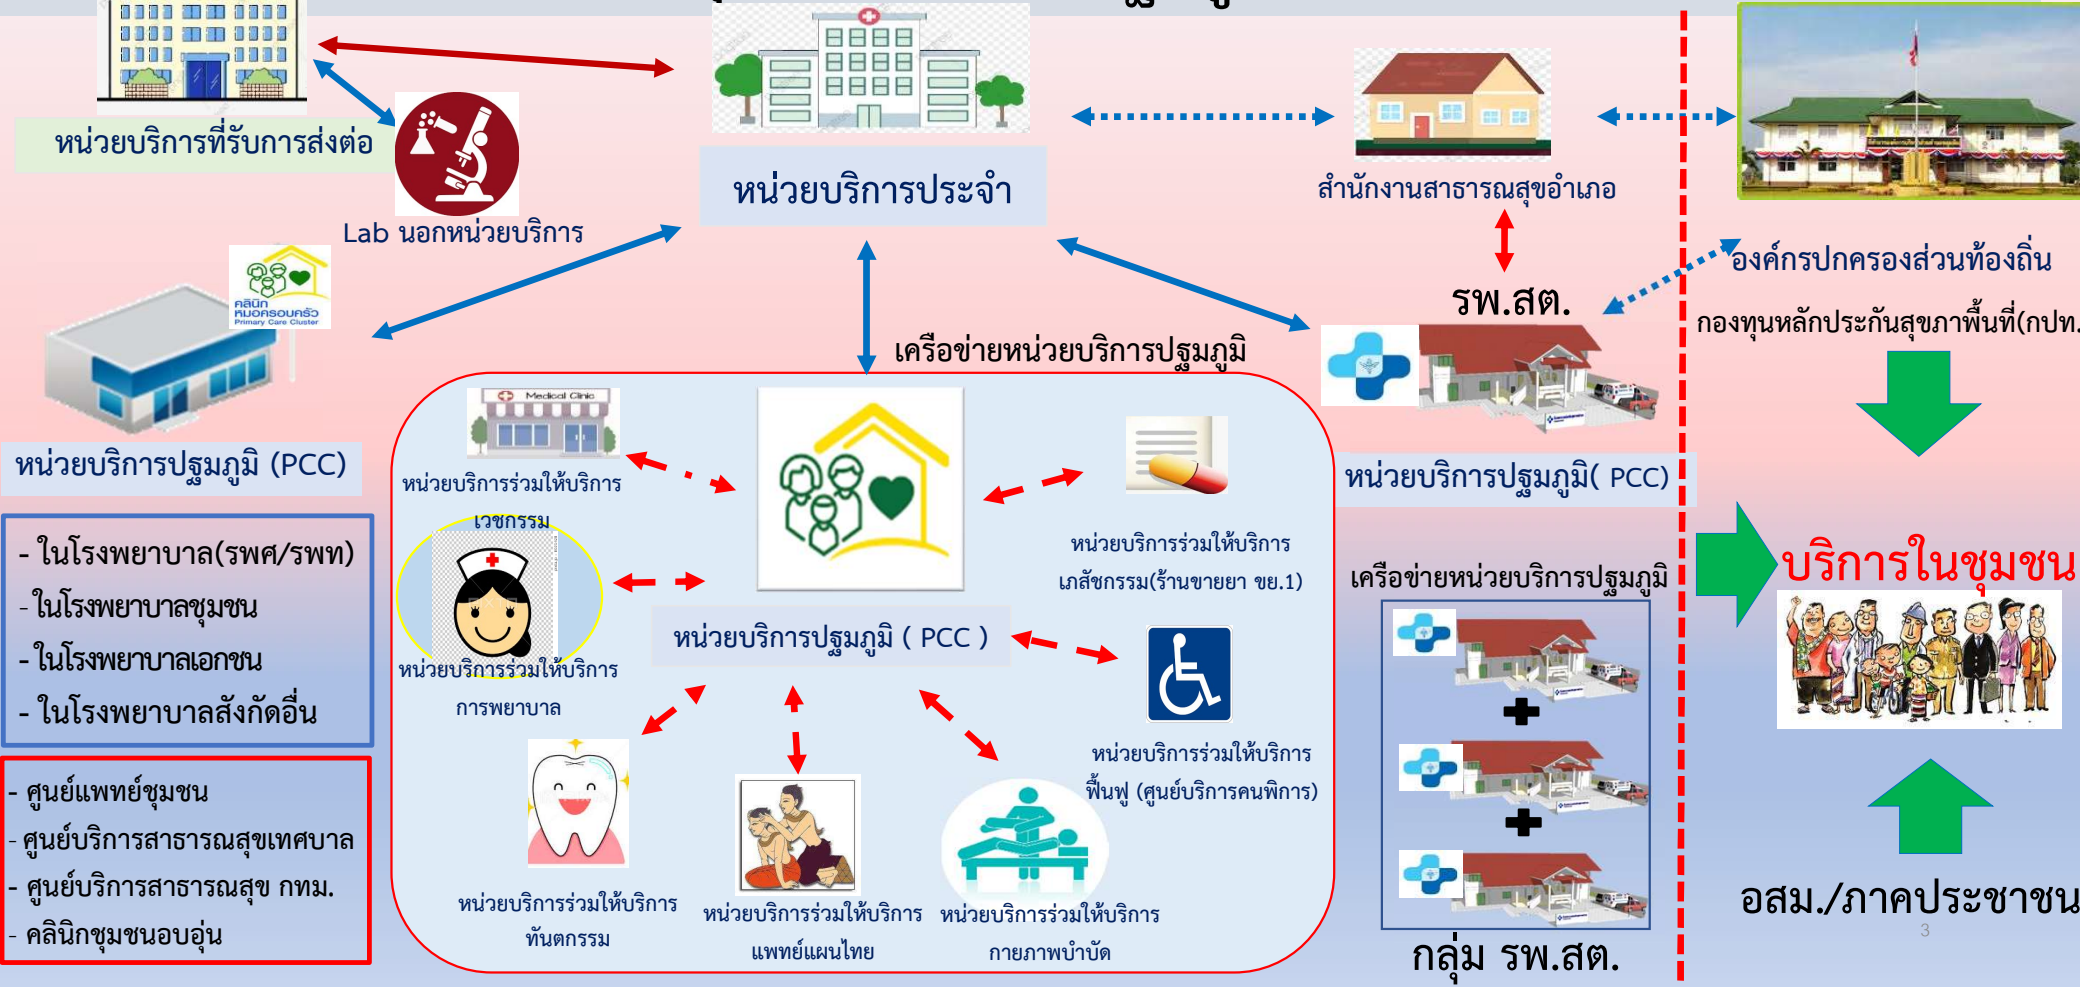 หน่วยบริการที่รับการส่งต่อ
Lab นอกหน่วยบริการ
หน่วยบริการประจำ
สำนักงานสาธารณสุขอำเภอ
องค์กรปกครองส่วนท้องถิ่น
กองทุนหลักประกันสุขภาพื้นที่(กปท.
คลินิก
หมอครอบครัว
Primary Care Cluster
หน่วยบริการปฐมภูมิ (PCC)
- ในโรงพยาบาล(รพศ/รพท)
- ในโรงพยาบาลชุมชน
- ในโรงพยาบาลเอกชน
- ในโรงพยาบาลสังกัดอื่น
- ศูนย์แพทย์ชุมชน
- ศูนย์บริการสาธารณสุขเทศบาล
- ศูนย์บริการสาธารณสุข กทม.
- คลินิกชุมชนอบอุ่น
เครือข่ายหน่วยบริการปฐมภูมิ
Medical Clinic
หน่วยบริการร่วมให้บริการ
เวชกรรม
หน่วยบริการร่วมให้บริการ
การพยาบาล
หน่วยบริการร่วมให้บริการ
ทันตกรรม
หน่วยบริการร่วมให้บริการ
แพทย์แผนไทย
หน่วยบริการร่วมให้บริการ
กายภาพบำบัด
หน่วยบริการปฐมภูมิ ( PCC )
หน่วยบริการร่วมให้บริการ
เภสัชกรรม(ร้านขายยา ขย.1)
หน่วยบริการร่วมให้บริการ
ฟื้นฟู (ศูนย์บริการคนพิการ)
รพ.สต.
หน่วยบริการปฐมภูมิ( PCC)
เครือข่ายหน่วยบริการปฐมภูมิ
กลุ่ม รพ.สต.
บริการในชุมชน
อสม./ภาคประชาชน
3